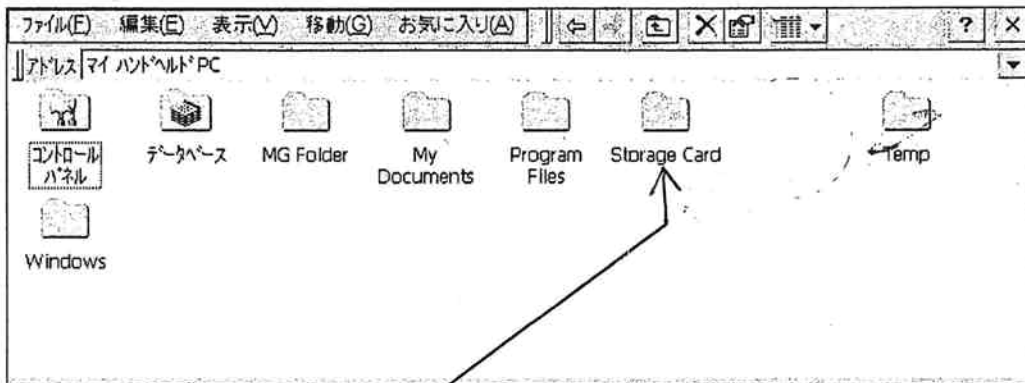 ﾌｧｲﾙ(F) 編集(E) 表示(V) 移動(G) お気に入り(A) ? ×
ｱﾄﾞﾚｽ ﾏｲ ﾊﾝﾄﾞﾍﾙﾄﾞ PC
ｺﾝﾄﾛｰﾙ ﾊﾟﾈﾙ
ﾃﾞｰﾀﾍﾞｰｽ
MG Folder
My Documents
Program Files
Storage Card
Temp
Windows